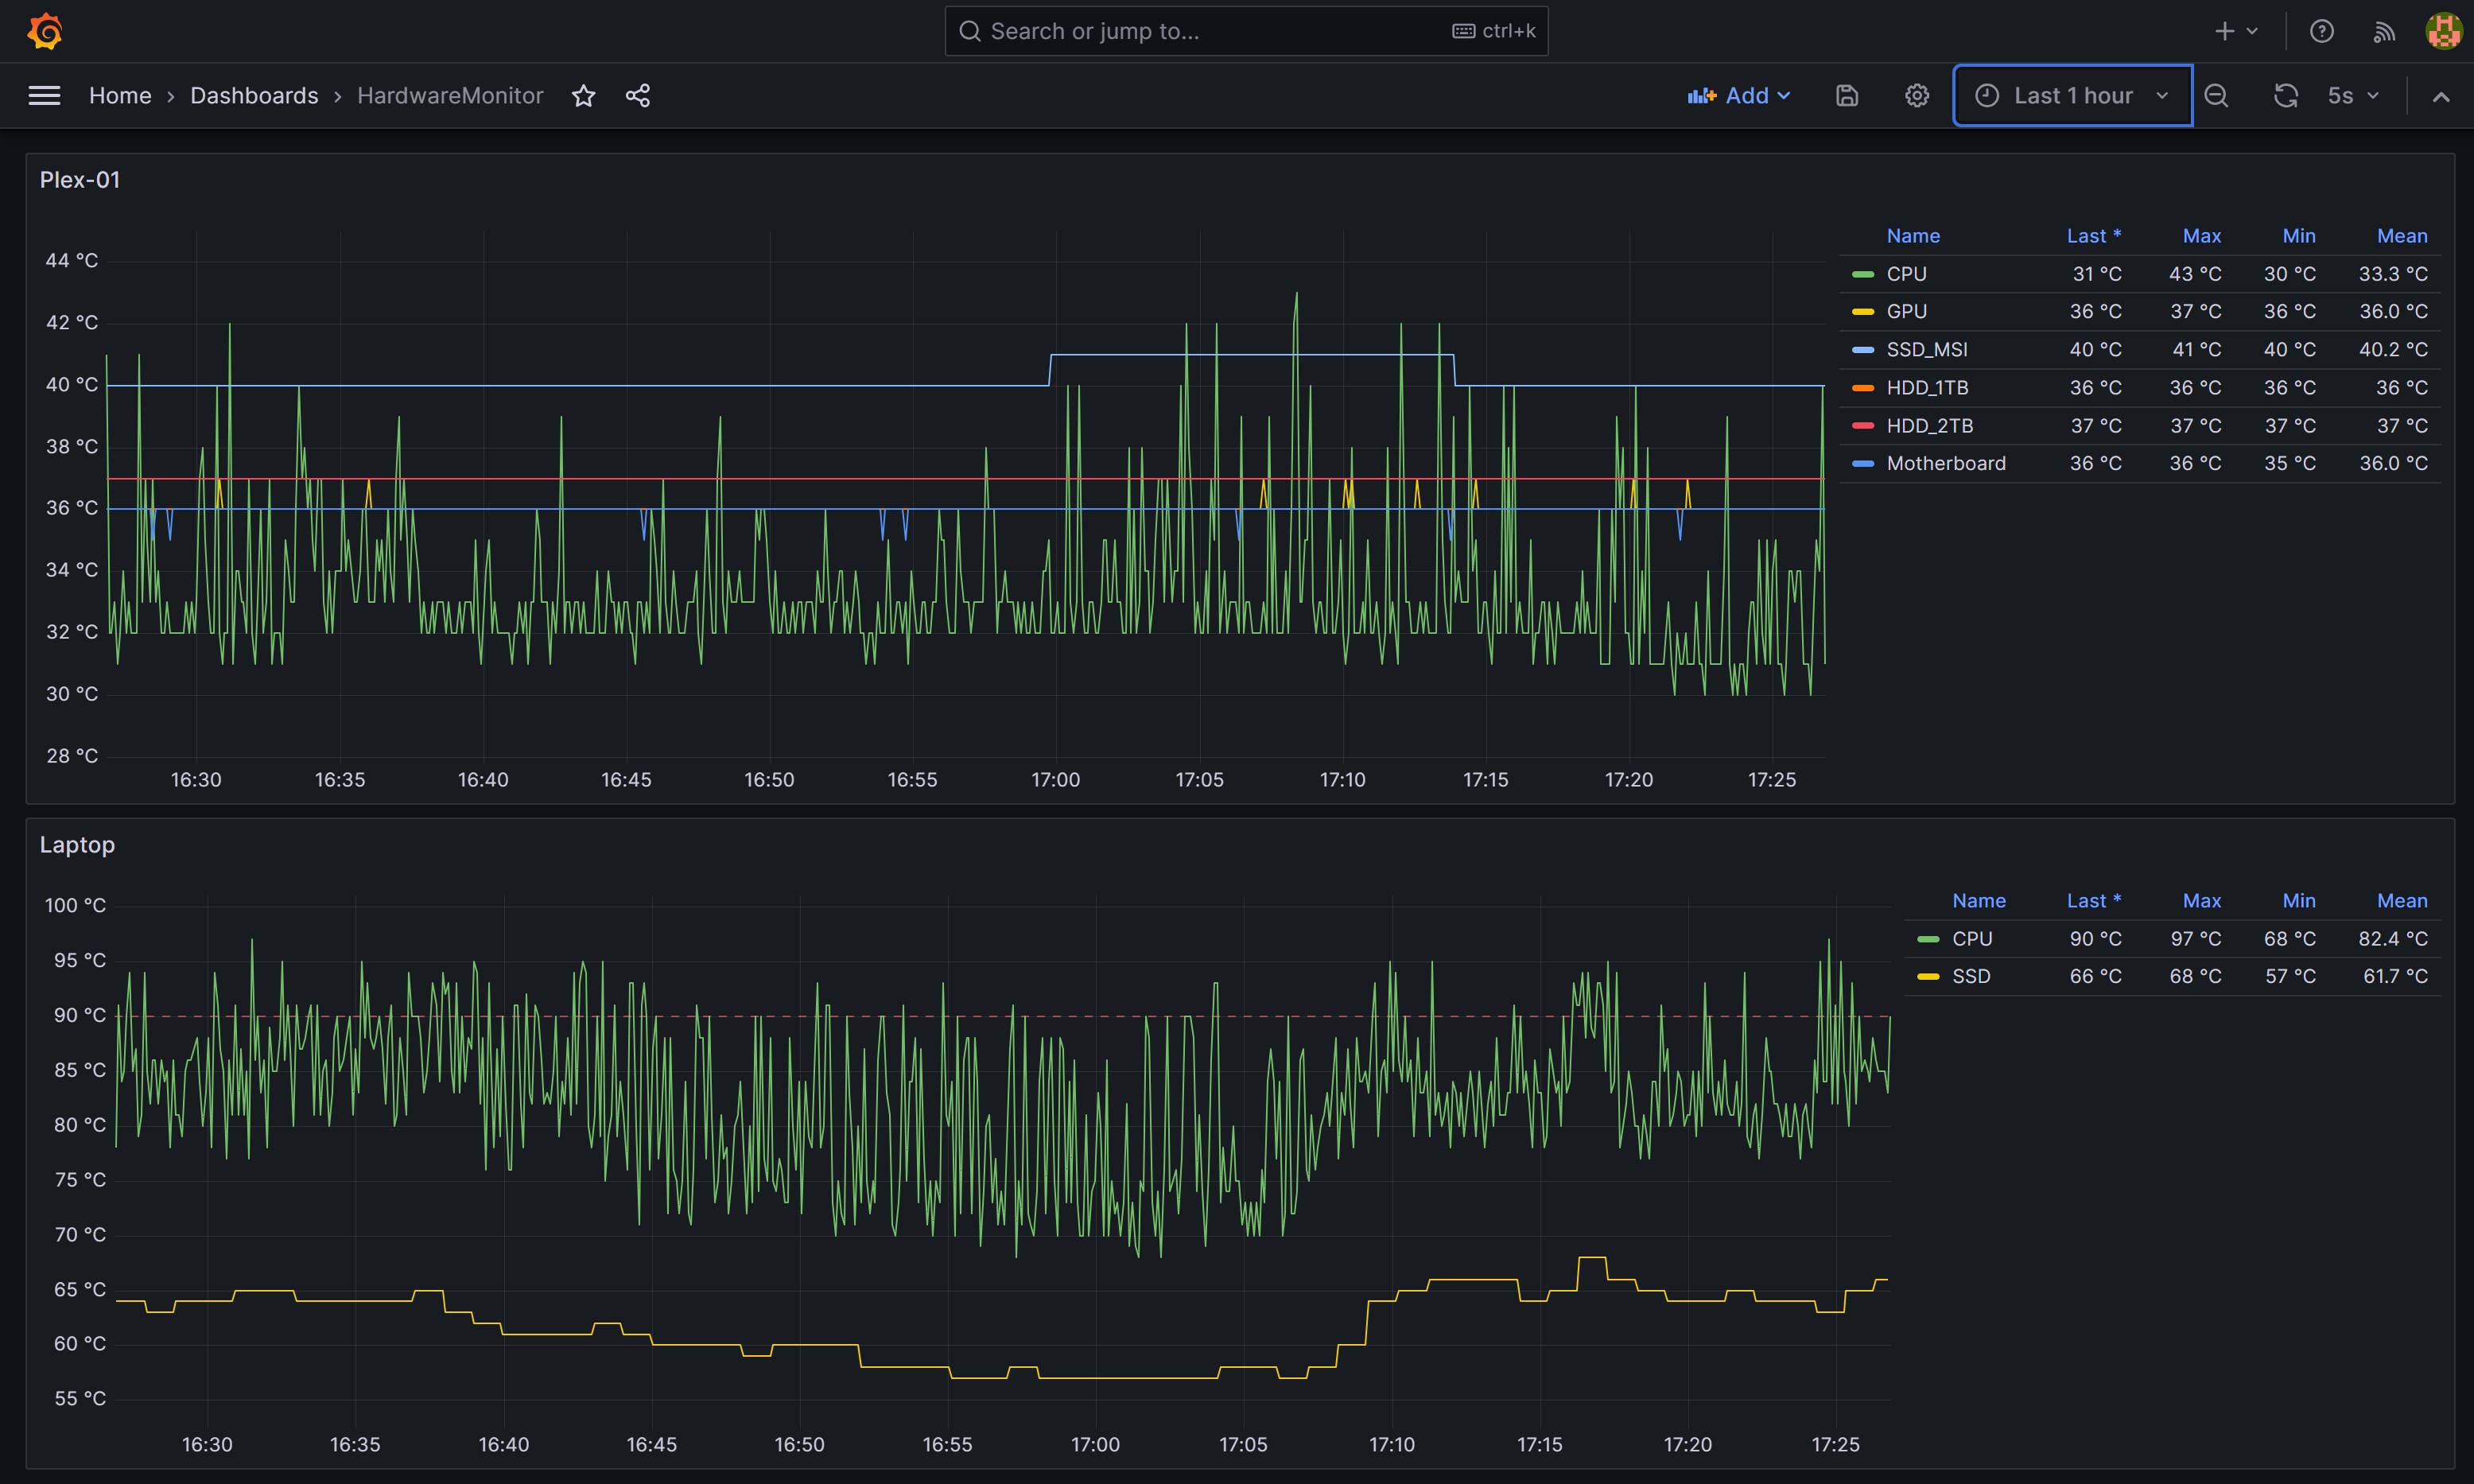 Search or jump to... ctrl+k
Home › Dashboards › HardwareMonitor Add Last 1 hour 5s
Plex-01
44 °C
42 °C
40 °C
38 °C
36 °C
34 °C
32 °C
30 °C
28 °C
16:30 16:35 16:40 16:45 16:50 16:55 17:00 17:05 17:10 17:15 17:20 17:25
Name Last * Max Min Mean
CPU 31 °C 43 °C 30 °C 33.3 °C
GPU 36 °C 37 °C 36 °C 36.0 °C
SSD_MSI 40 °C 41 °C 40 °C 40.2 °C
HDD_1TB 36 °C 36 °C 36 °C 36 °C
HDD_2TB 37 °C 37 °C 37 °C 37 °C
Motherboard 36 °C 36 °C 35 °C 36.0 °C
Laptop
100 °C
95 °C
90 °C
85 °C
80 °C
75 °C
70 °C
65 °C
60 °C
55 °C
16:30 16:35 16:40 16:45 16:50 16:55 17:00 17:05 17:10 17:15 17:20 17:25
Name Last * Max Min Mean
CPU 90 °C 97 °C 68 °C 82.4 °C
SSD 66 °C 68 °C 57 °C 61.7 °C